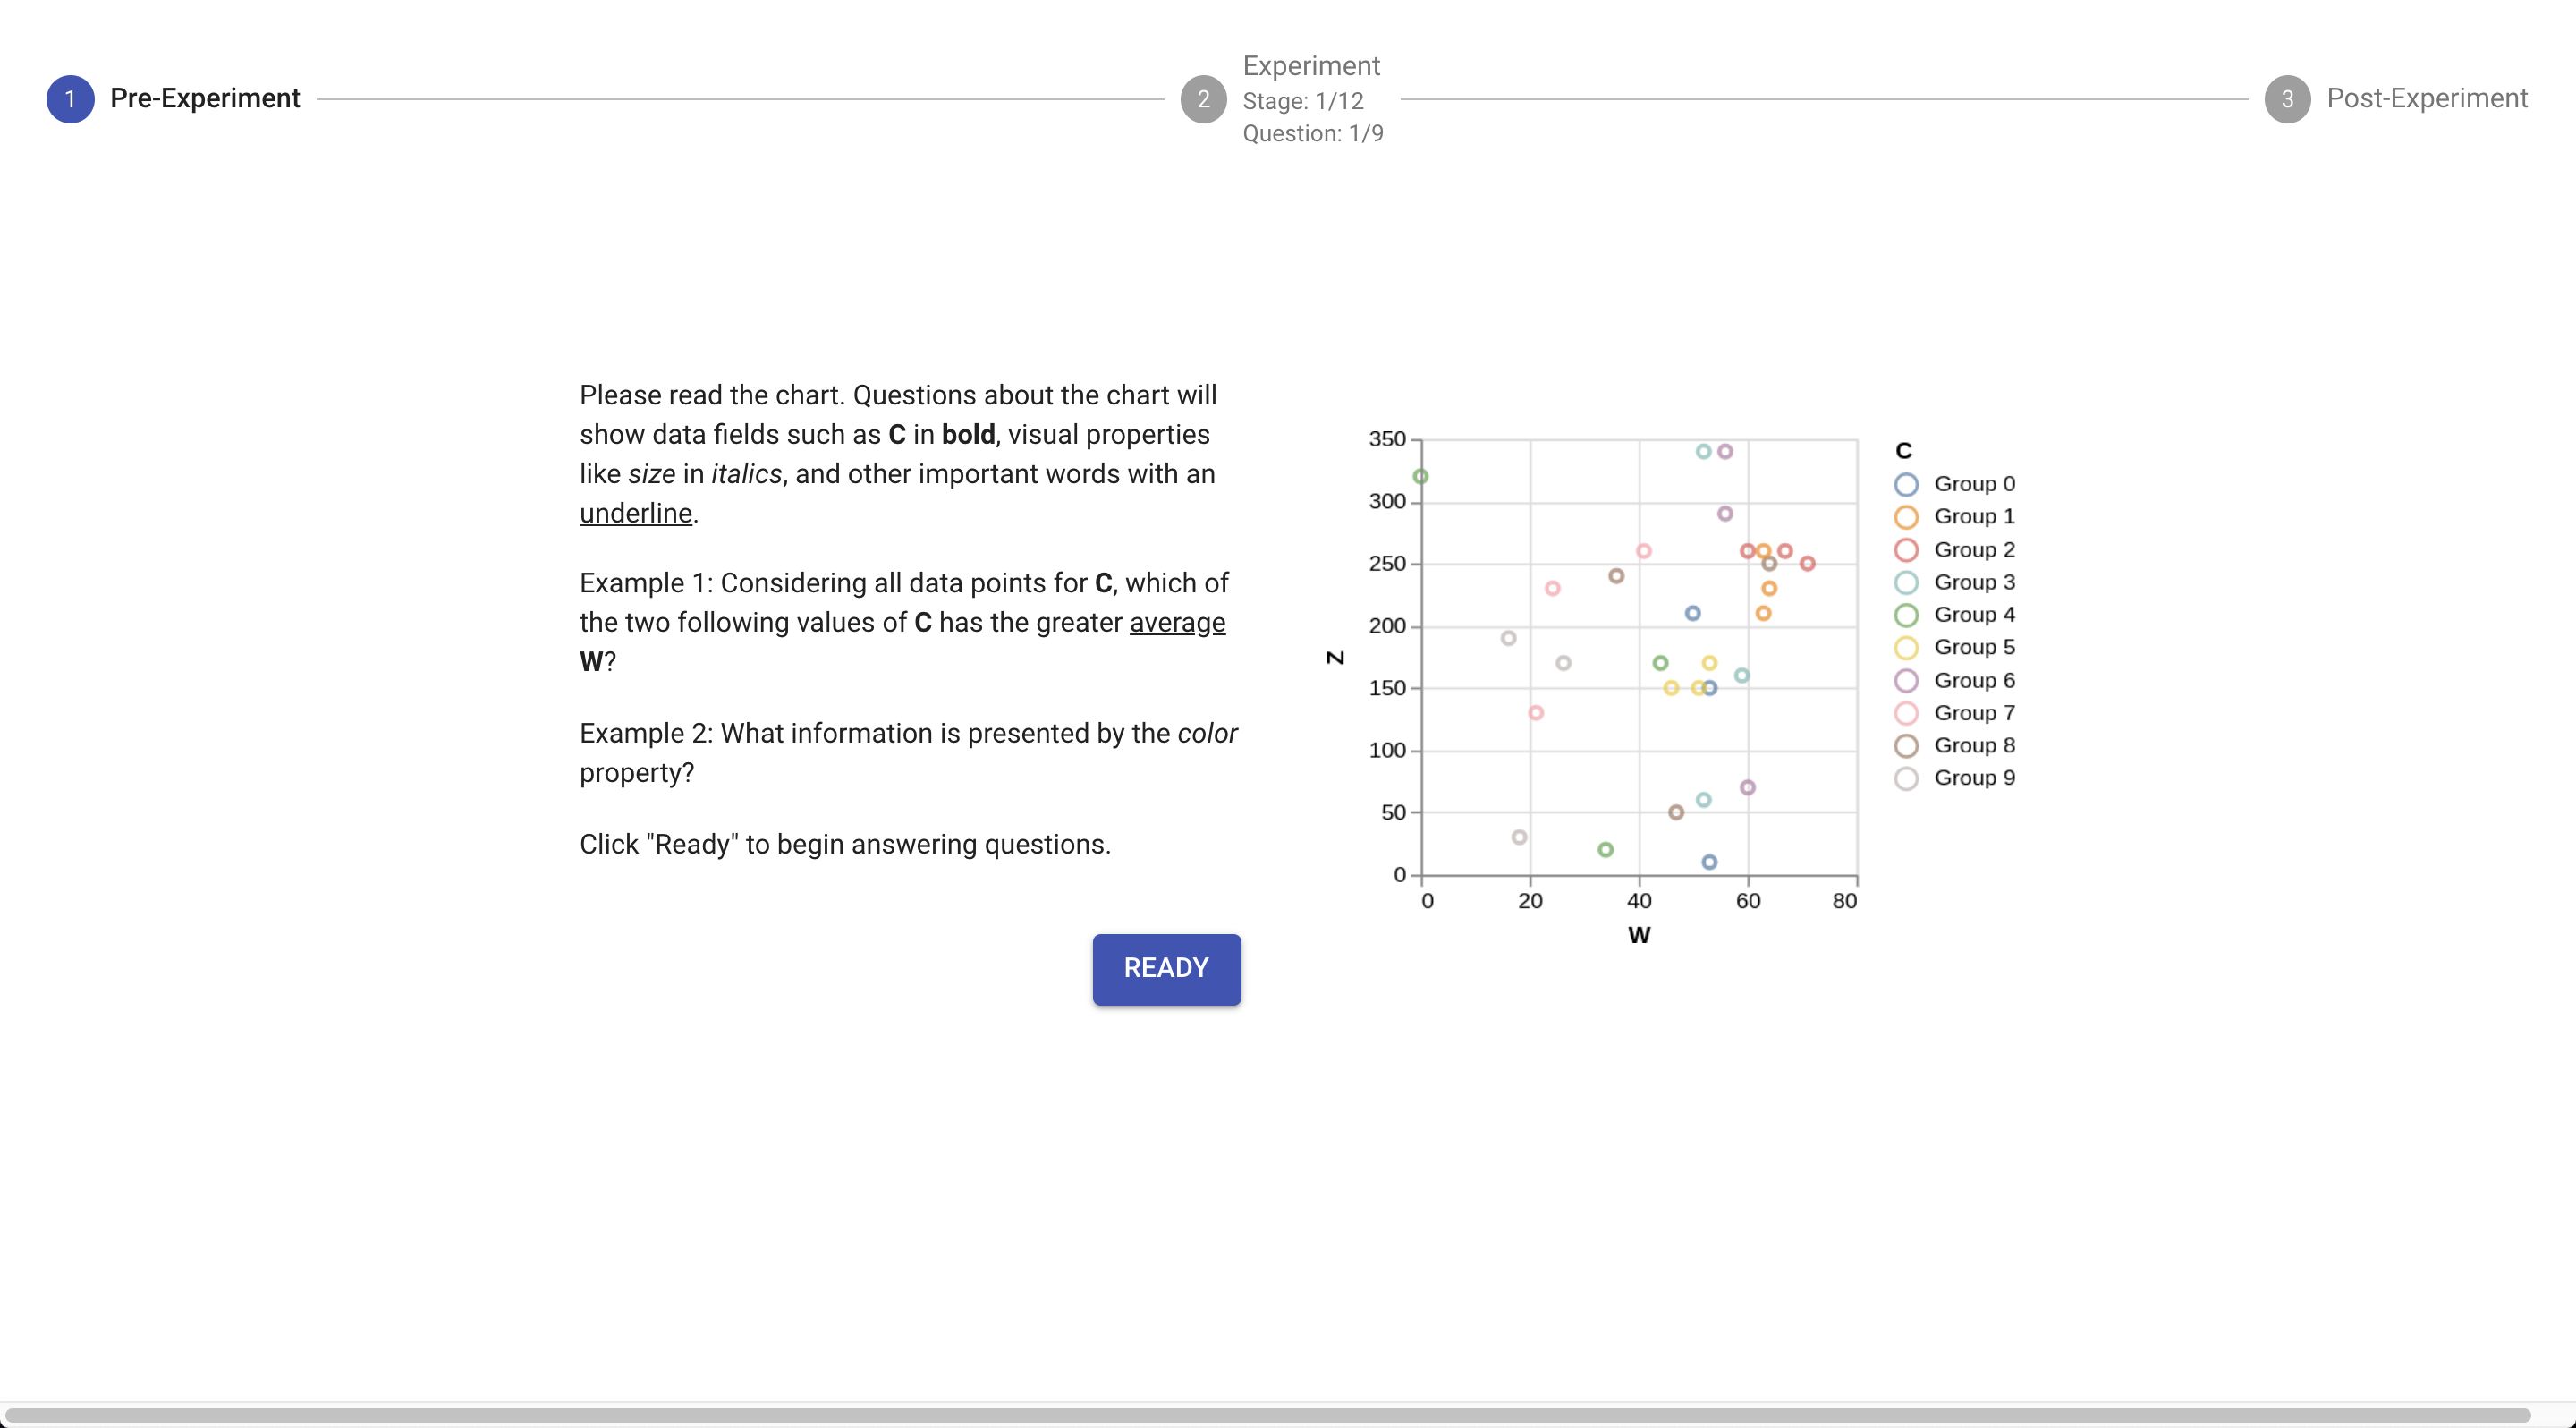 1
Pre-Experiment
2
Experiment
Stage: 1/12
Question: 1/9
3
Post-Experiment
Please read the chart. Questions about the chart will
show data fields such as C in bold, visual properties
like size in italics, and other important words with an
underline.
Example 1: Considering all data points for C, which of
the two following values of C has the greater average
W?
Example 2: What information is presented by the color
property?
Click "Ready" to begin answering questions.
READY
Z
350
300
250
200
150
100
50
0
0 20 40 60 80
W
C
Group 0
Group 1
Group 2
Group 3
Group 4
Group 5
Group 6
Group 7
Group 8
Group 9